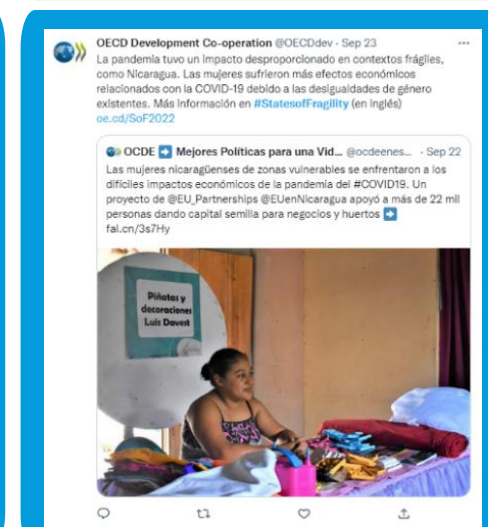 OECD Development Co-operation @OECDdev · Sep 23
La pandemia tuvo un impacto desproporcionado en contextos frágiles,
como Nicaragua. Las mujeres sufrieron más efectos económicos
relacionados con la COVID-19 debido a las desigualdades de género
existentes. Más información en #StatesofFragility (en inglés)
oe.cd/SoF2022
OCDE ➡ Mejores Políticas para una Vid... @ocdeenes... · Sep 22
Las mujeres nicaragüenses de zonas vulnerables se enfrentaron a los
difíciles impactos económicos de la pandemia del #COVID19. Un
proyecto de @EU_Partnerships @EUenNicaragua apoyó a más de 22 mil
personas dando capital semilla para negocios y huertos ➡
fal.cn/3s7Hy
Piñatas y
decoraciones
Luis Davest